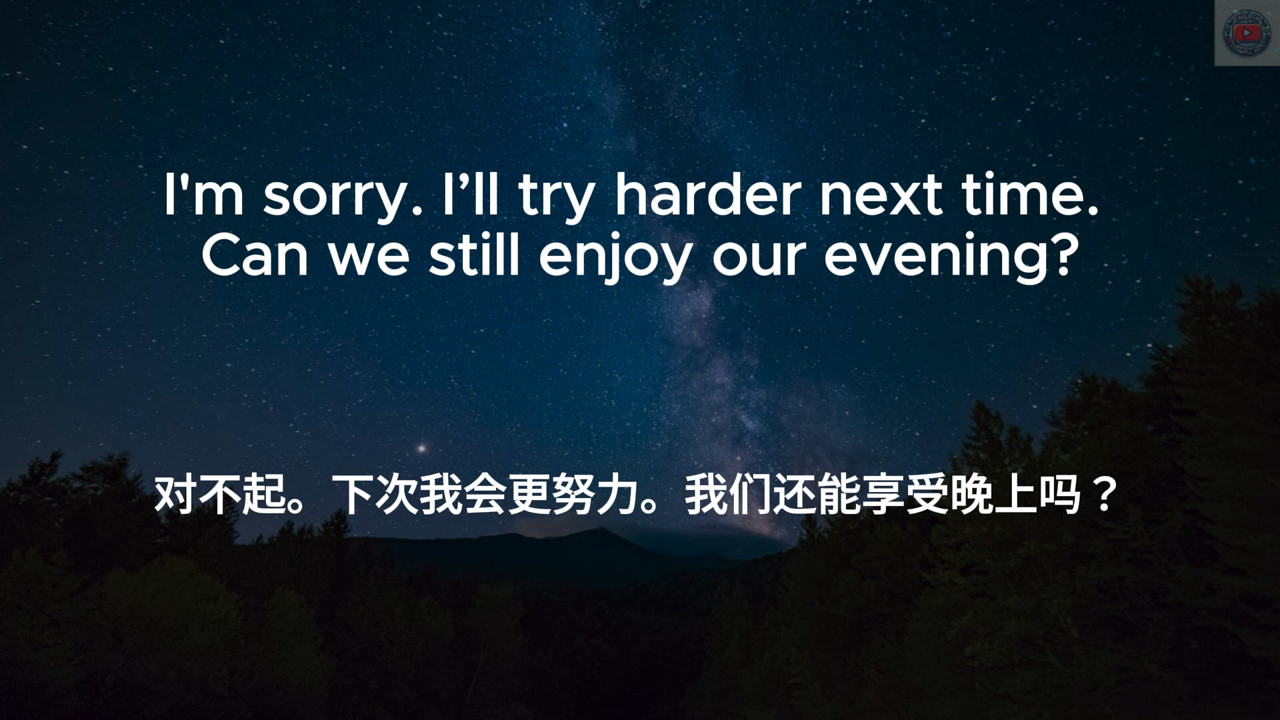 I'm sorry. I’ll try harder next time.
Can we still enjoy our evening?
对不起。下次我会更努力。我们还能享受晚上吗？